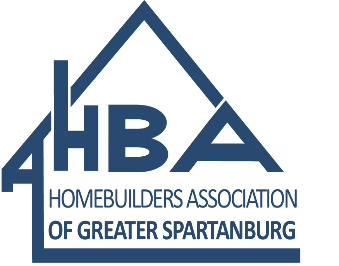 HBA
HOMEBUILDERS ASSOCIATION
OF GREATER SPARTANBURG